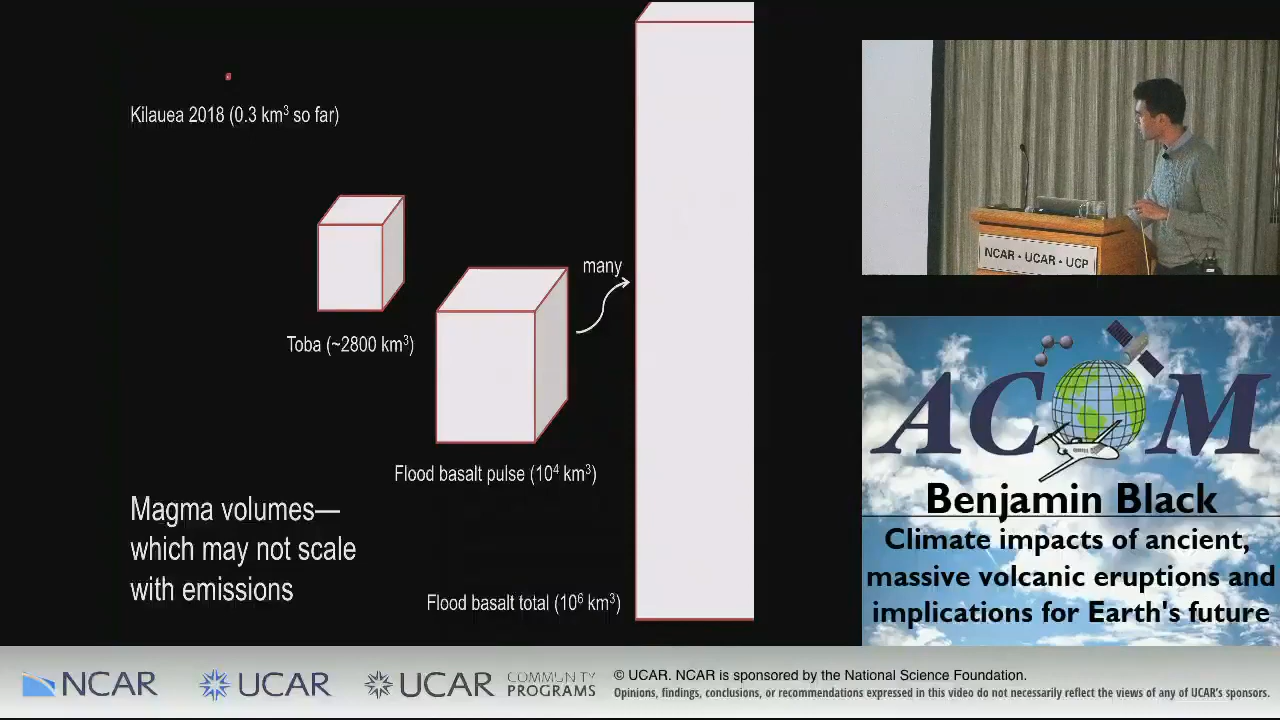 Kilauea 2018 (0.3 km³ so far)
many
Toba (~2800 km³)
Flood basalt pulse (10⁴ km³)
Magma volumes—
which may not scale
with emissions
Flood basalt total (10⁶ km³)
NCAR • UCAR • UCP
ACOM
Benjamin Black
Climate impacts of ancient,
massive volcanic eruptions and
implications for Earth's future
NCAR
UCAR
UCAR COMMUNITY
PROGRAMS
© UCAR. NCAR is sponsored by the National Science Foundation.
Opinions, findings, conclusions, or recommendations expressed in this video do not necessarily reflect the views of any of UCAR's sponsors.